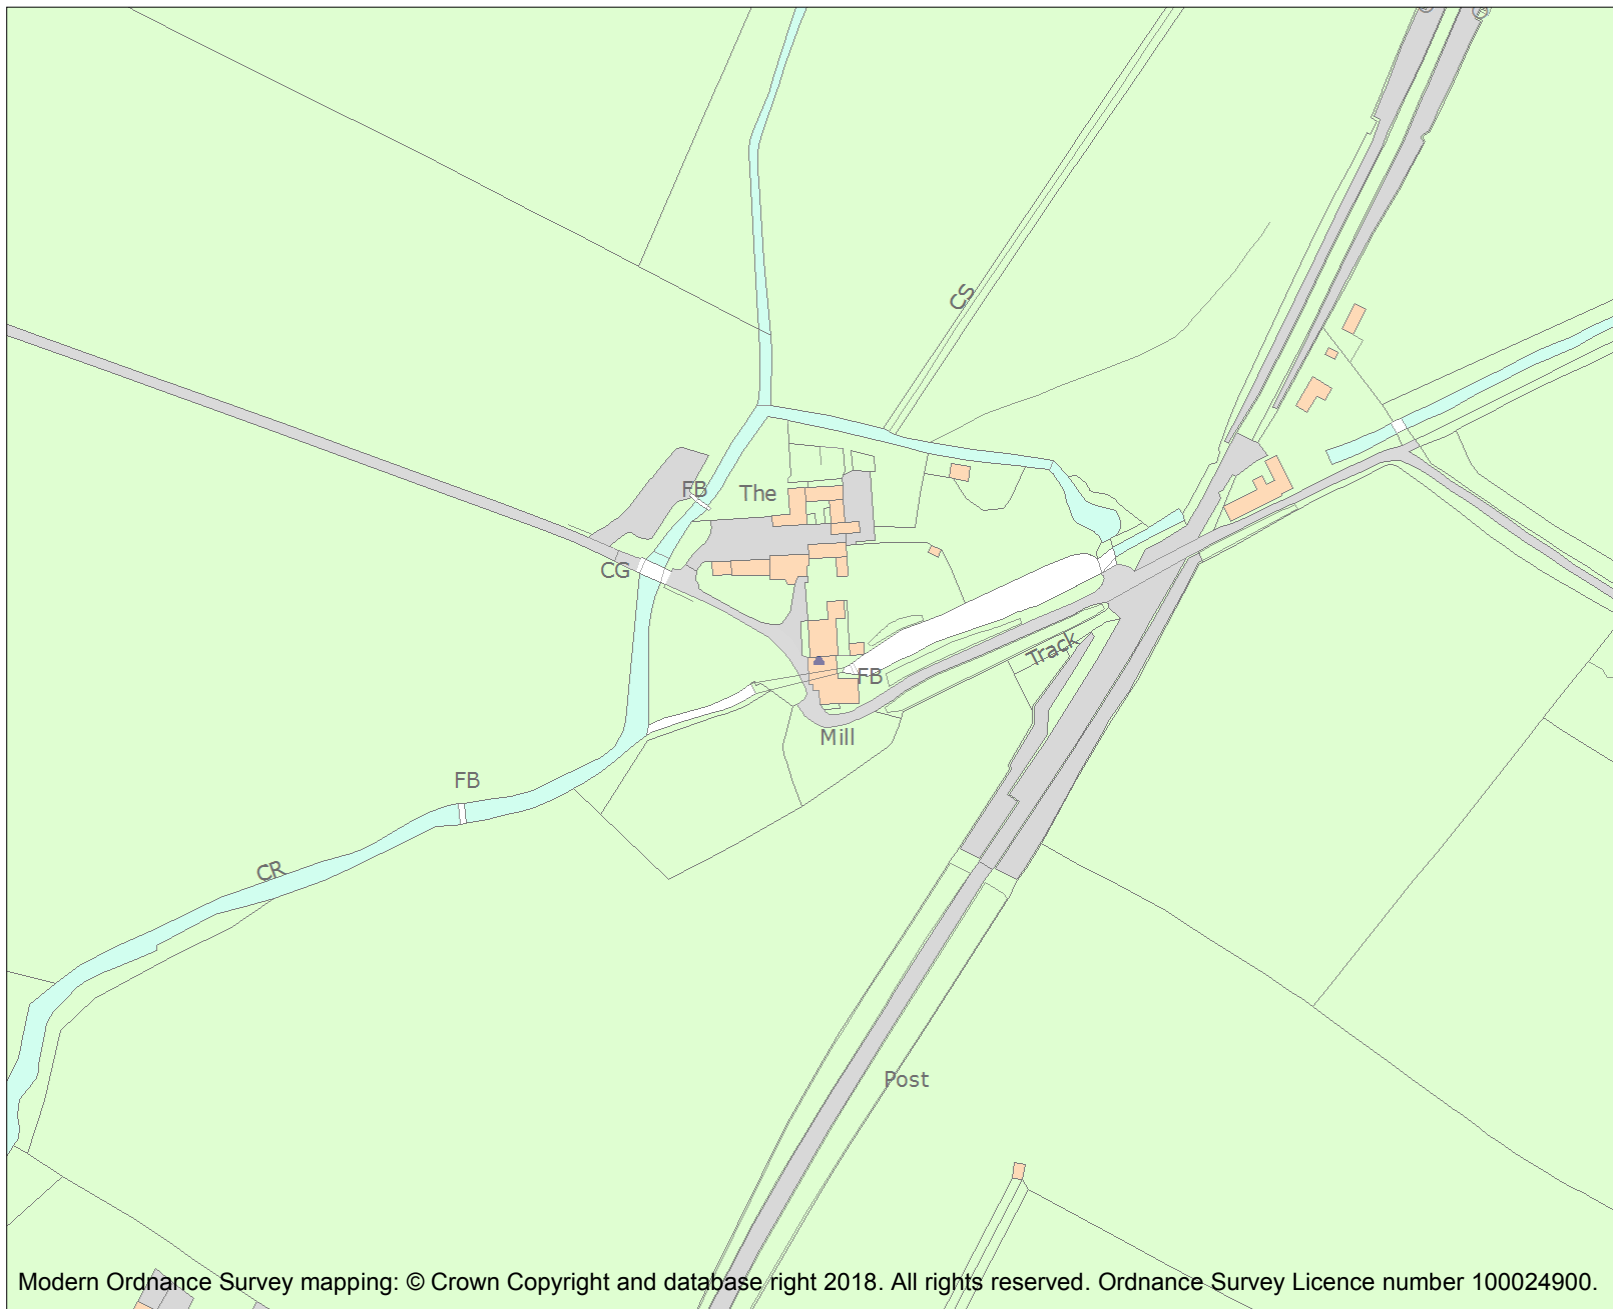 CS
FB
The
CG
Track
FB
Mill
FB
CR
Post
Modern Ordnance Survey mapping: © Crown Copyright and database right 2018. All rights reserved. Ordnance Survey Licence number 100024900.